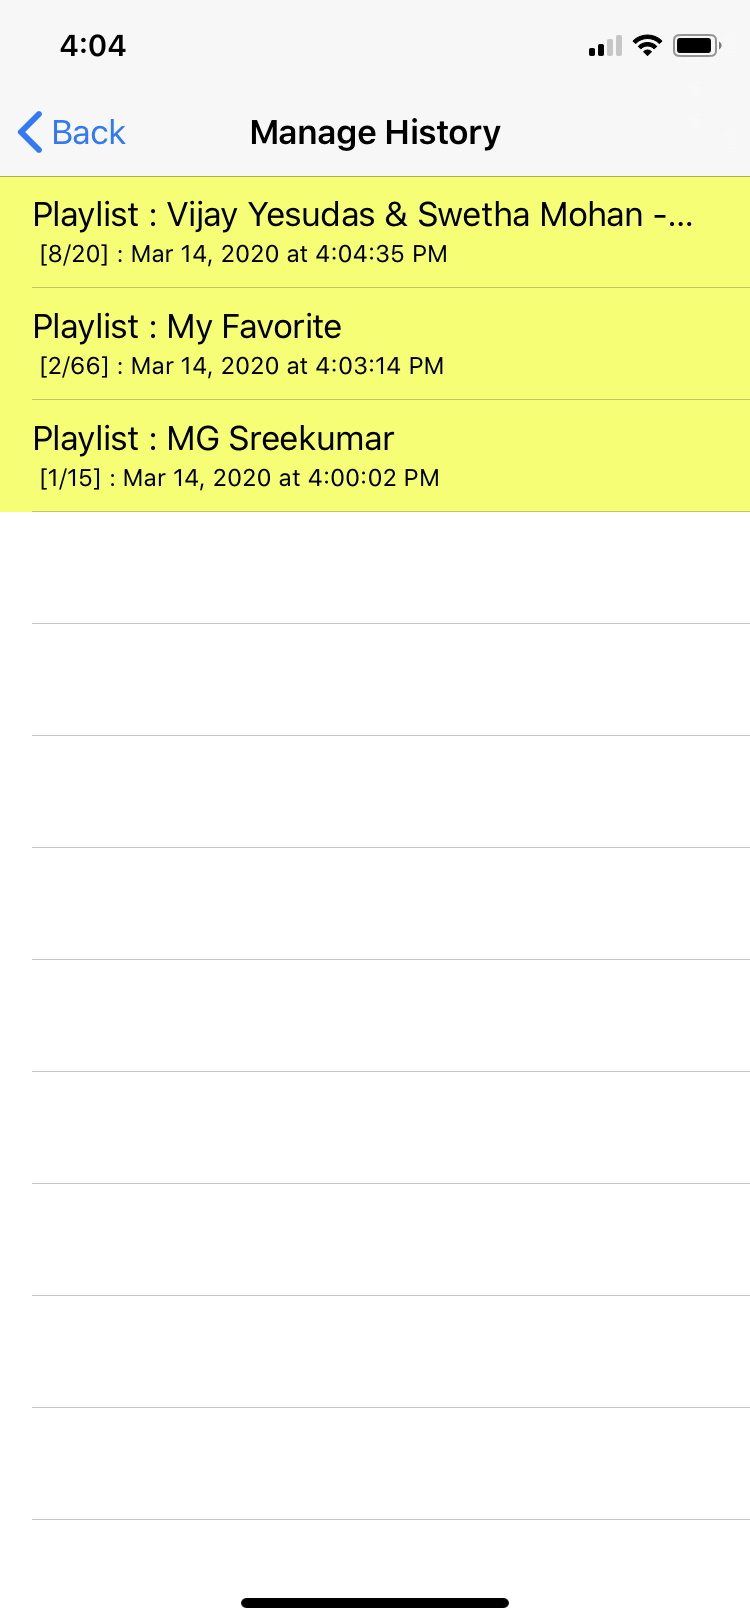 4:04
Back
Manage History
Playlist : Vijay Yesudas & Swetha Mohan -...
[8/20] : Mar 14, 2020 at 4:04:35 PM
Playlist : My Favorite
[2/66] : Mar 14, 2020 at 4:03:14 PM
Playlist : MG Sreekumar
[1/15] : Mar 14, 2020 at 4:00:02 PM